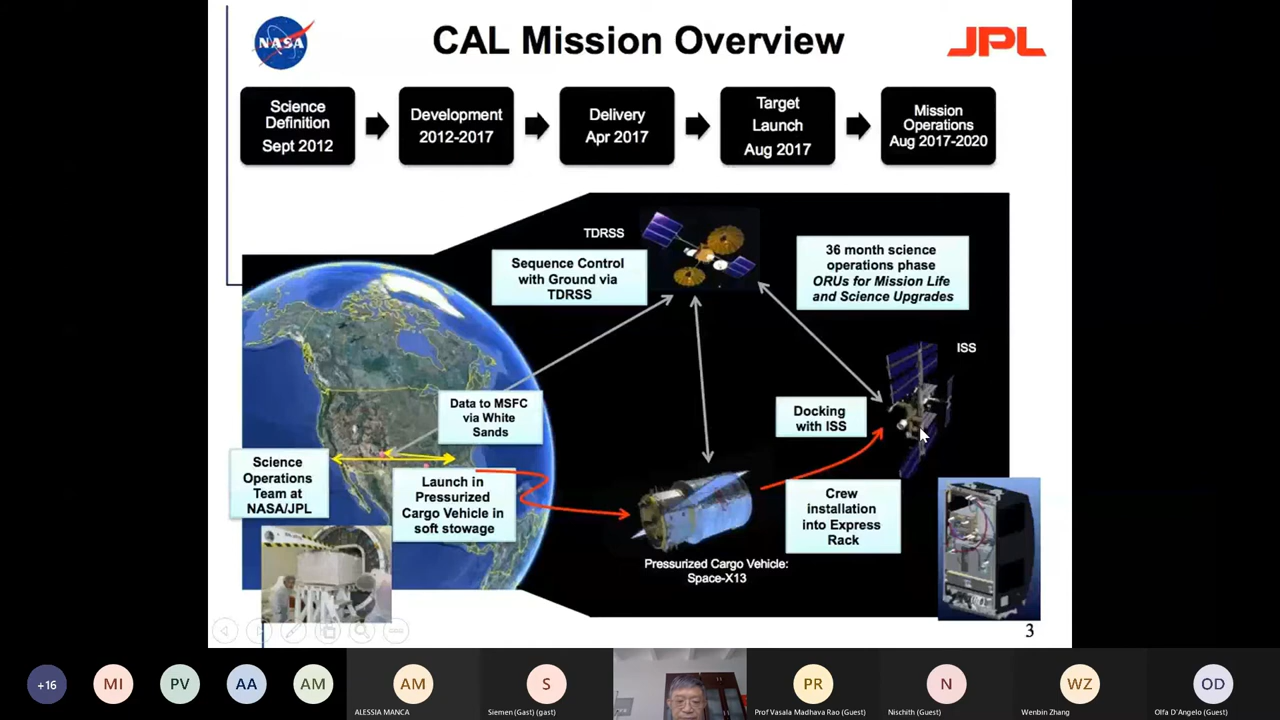 NASA
CAL Mission Overview
JPL
Science
Definition
Sept 2012
Development
2012-2017
Delivery
Apr 2017
Target
Launch
Aug 2017
Mission
Operations
Aug 2017-2020
TDRSS
Sequence Control
with Ground via
TDRSS
36 month science
operations phase
ORUs for Mission Life
and Science Upgrades
ISS
Data to MSFC
via White
Sands
Docking
with ISS
Science
Operations
Team at
NASA/JPL
Launch in
Pressurized
Cargo Vehicle in
soft stowage
Crew
installation
into Express
Rack
Pressurized Cargo Vehicle:
Space-X13
3
+16
MI
PV
AA
AM
AM
ALESSIA MANCA
S
Siemen (Gast) (gast)
PR
Prof Vasala Madhava Rao (Guest)
N
Nischith (Guest)
WZ
Wenbin Zhang
OD
Olfa D'Angelo (Guest)